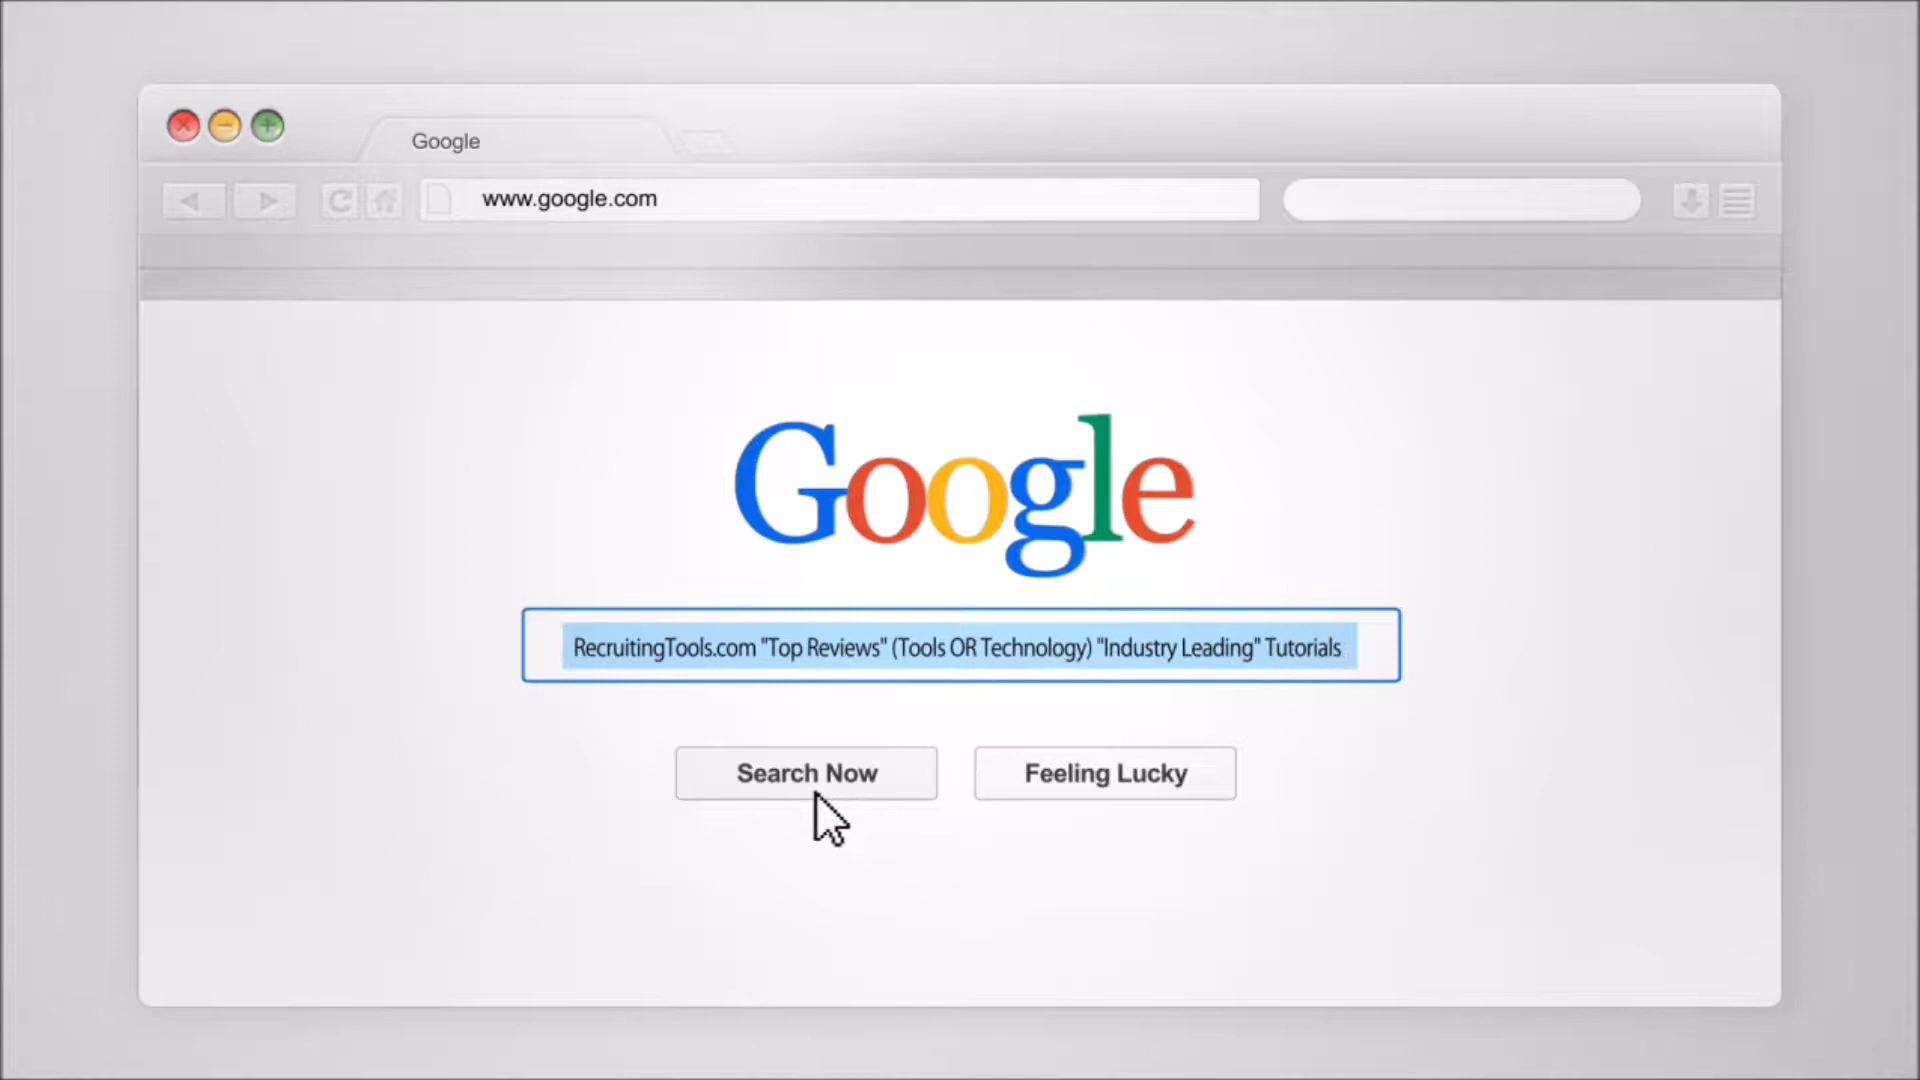 Google
www.google.com
Google
RecruitingTools.com "Top Reviews" (Tools OR Technology) "Industry Leading" Tutorials
Search Now
Feeling Lucky